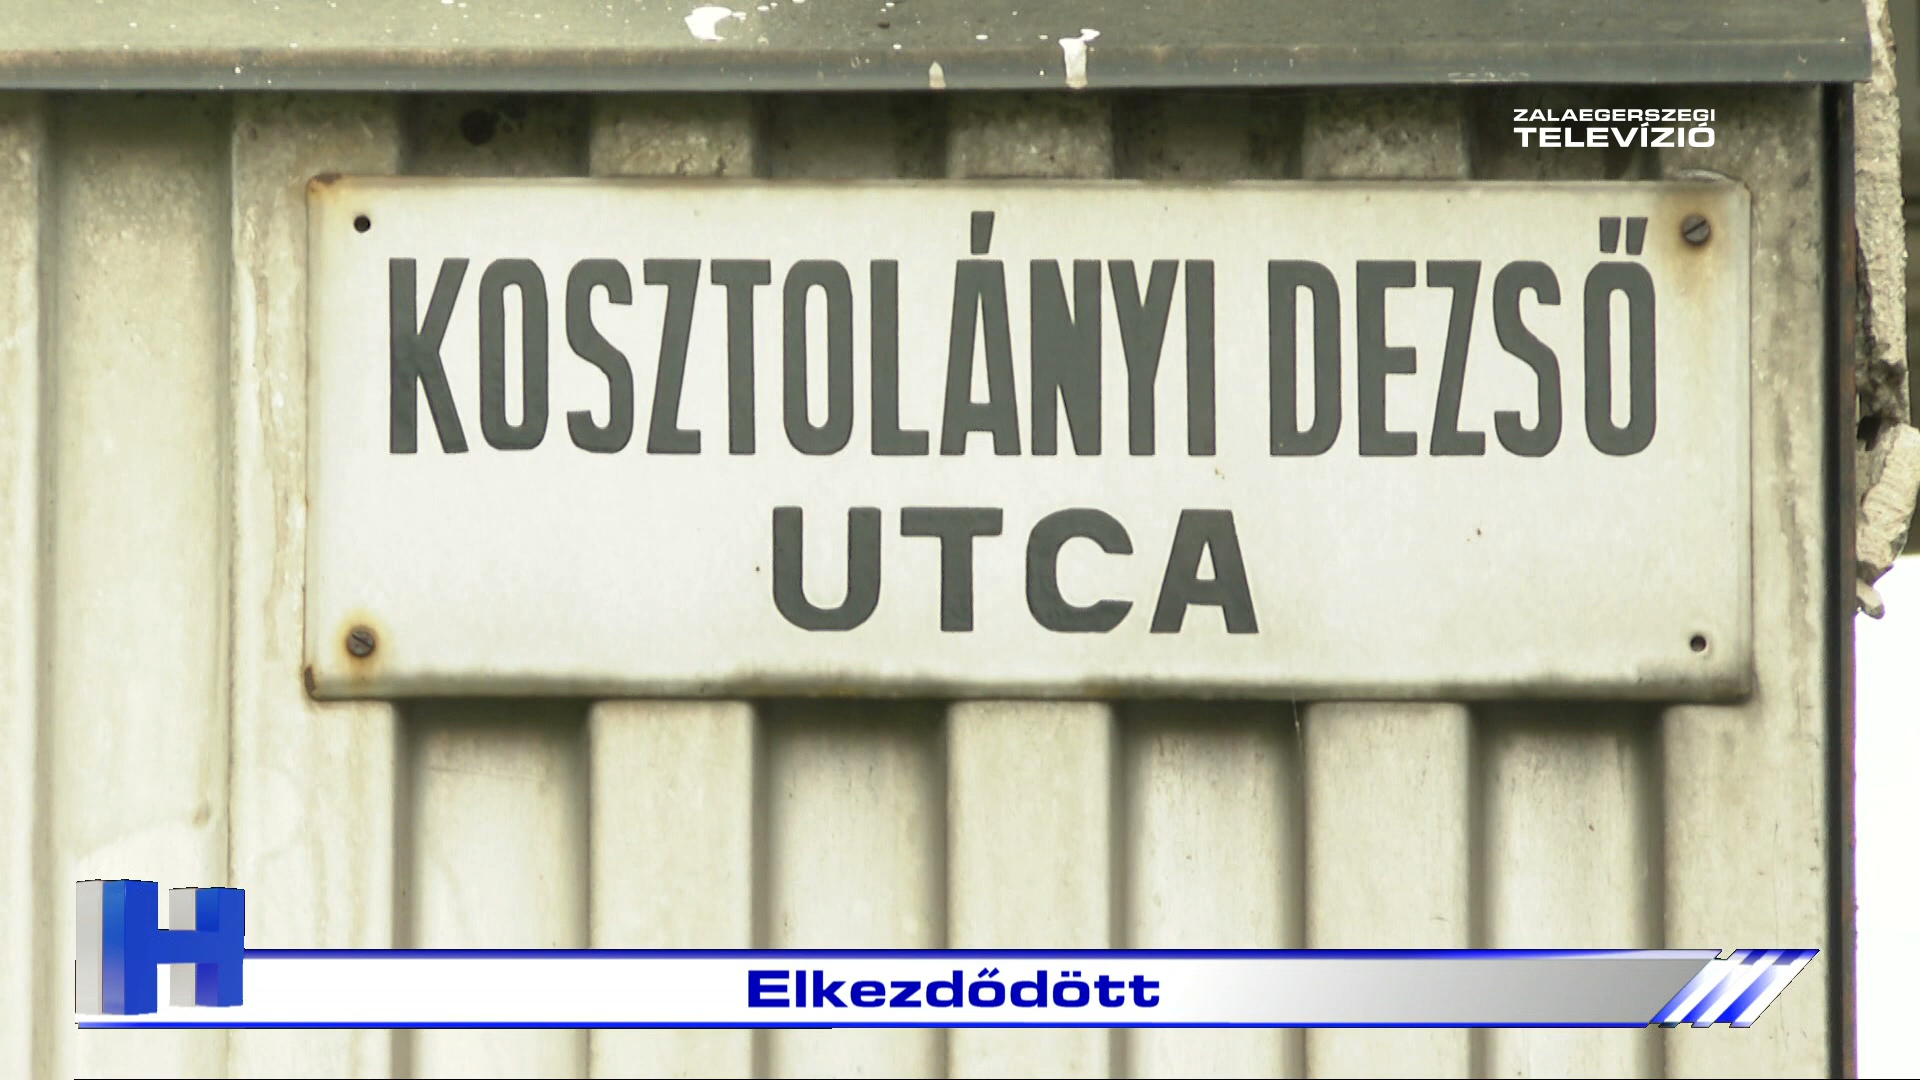 ZALAEGERSZEGI
TELEVÍZIÓ
KOSZTOLÁNYI DEZSŐ
UTCA
H
Elkezdődött